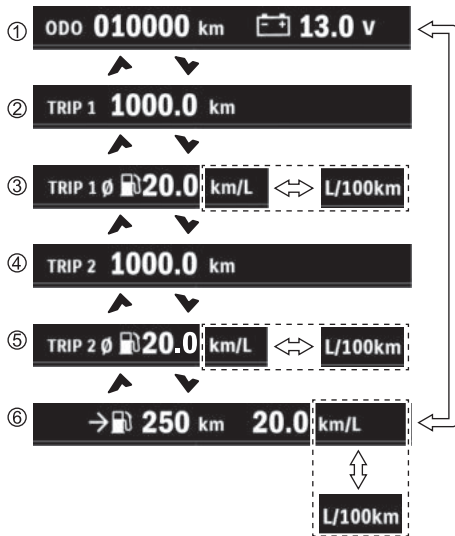 ① ODO 010000 km 13.0 V
② TRIP 1 1000.0 km
③ TRIP 1 Ø 20.0 km/L L/100km
④ TRIP 2 1000.0 km
⑤ TRIP 2 Ø 20.0 km/L L/100km
⑥ 250 km 20.0 km/L
L/100km